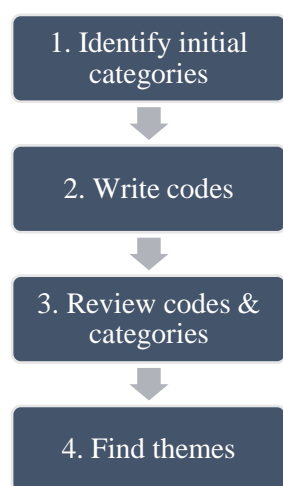 1. Identify initial
categories
2. Write codes
3. Review codes &
categories
4. Find themes